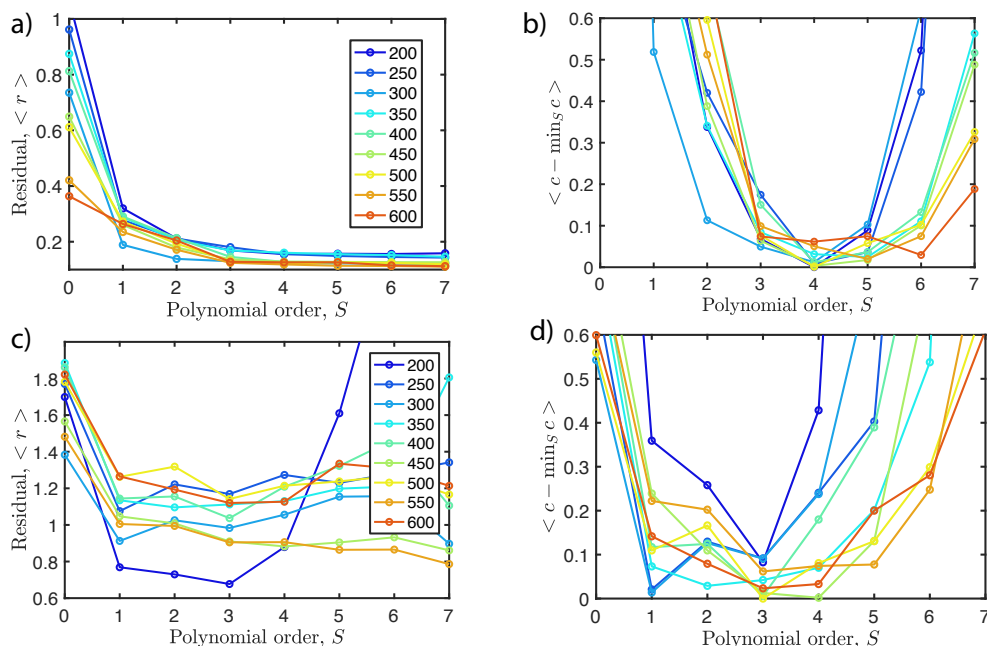 a)
Residual, < r >
1
0.8
0.6
0.4
0.2
0 1 2 3 4 5 6 7
Polynomial order, S
200
250
300
350
400
450
500
550
600
b)
< c − min_S c >
0.6
0.5
0.4
0.3
0.2
0.1
0
0 1 2 3 4 5 6 7
Polynomial order, S
c)
Residual, < r >
1.8
1.6
1.4
1.2
1
0.8
0.6
0 1 2 3 4 5 6 7
Polynomial order, S
200
250
300
350
400
450
500
550
600
d)
< c − min_S c >
0.6
0.5
0.4
0.3
0.2
0.1
0
0 1 2 3 4 5 6 7
Polynomial order, S